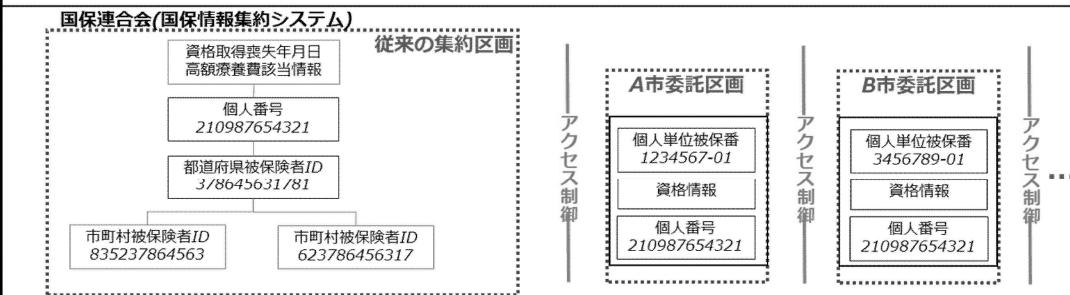 国保連合会(国保情報集約システム)
従来の集約区画
資格取得喪失年月日
高額療養費該当情報
個人番号
210987654321
都道府県被保険者ID
378645631781
市町村被保険者ID
835237864563
市町村被保険者ID
623786456317
アクセス制御
A市委託区画
個人単位被保番
1234567-01
資格情報
個人番号
210987654321
アクセス制御
B市委託区画
個人単位被保番
3456789-01
資格情報
個人番号
210987654321
アクセス制御
…